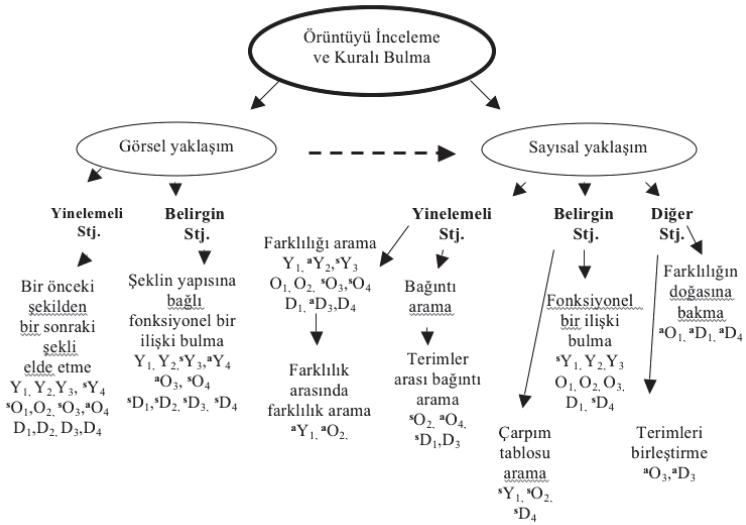 Örüntüyü İnceleme
ve Kuralı Bulma
Görsel yaklaşım
Sayısal yaklaşım
Yinelemeli
Stj.
Bir önceki
şekilden
bir sonraki
şekli
elde etme
Y₁, Y₂, Y₃, ˢY₄
ˢO₁,O₂, ˢO₃,ᵃO₄
D₁,D₂, D₃,D₄
Belirgin
Stj.
Şeklin yapısına
bağlı
fonksiyonel bir
ilişki bulma
Y₁, Y₂,ˢY₃,ᵃY₄
ᵃO₃, ˢO₄
ˢD₁,ˢD₂, ˢD₃, ˢD₄
Yinelemeli
Stj.
Farklılığı arama
Y₁, ᵃY₂,ˢY₃
O₁, O₂, ˢO₃,ˢO₄
D₁, ᵃD₃,D₄
Farklılık
arasında
farklılık arama
ᵃY₁, ᵃO₂,
Bağıntı
arama
Terimler
arası bağıntı
arama
ˢO₂, ᵃO₄,
ˢD₁,D₃
Belirgin
Stj.
Fonksiyonel
bir ilişki
bulma
ˢY₁, Y₂,Y₃
O₁, O₂, O₃,
D₁, ˢD₄
Çarpım
tablosu
arama
ˢY₁, ˢO₂,
ˢD₄
Diğer
Stj.
Farklılığın
doğasına
bakma
ᵃO₁, ᵃD₁, ᵃD₄
Terimleri
birleştirme
ᵃO₃,ᵃD₃